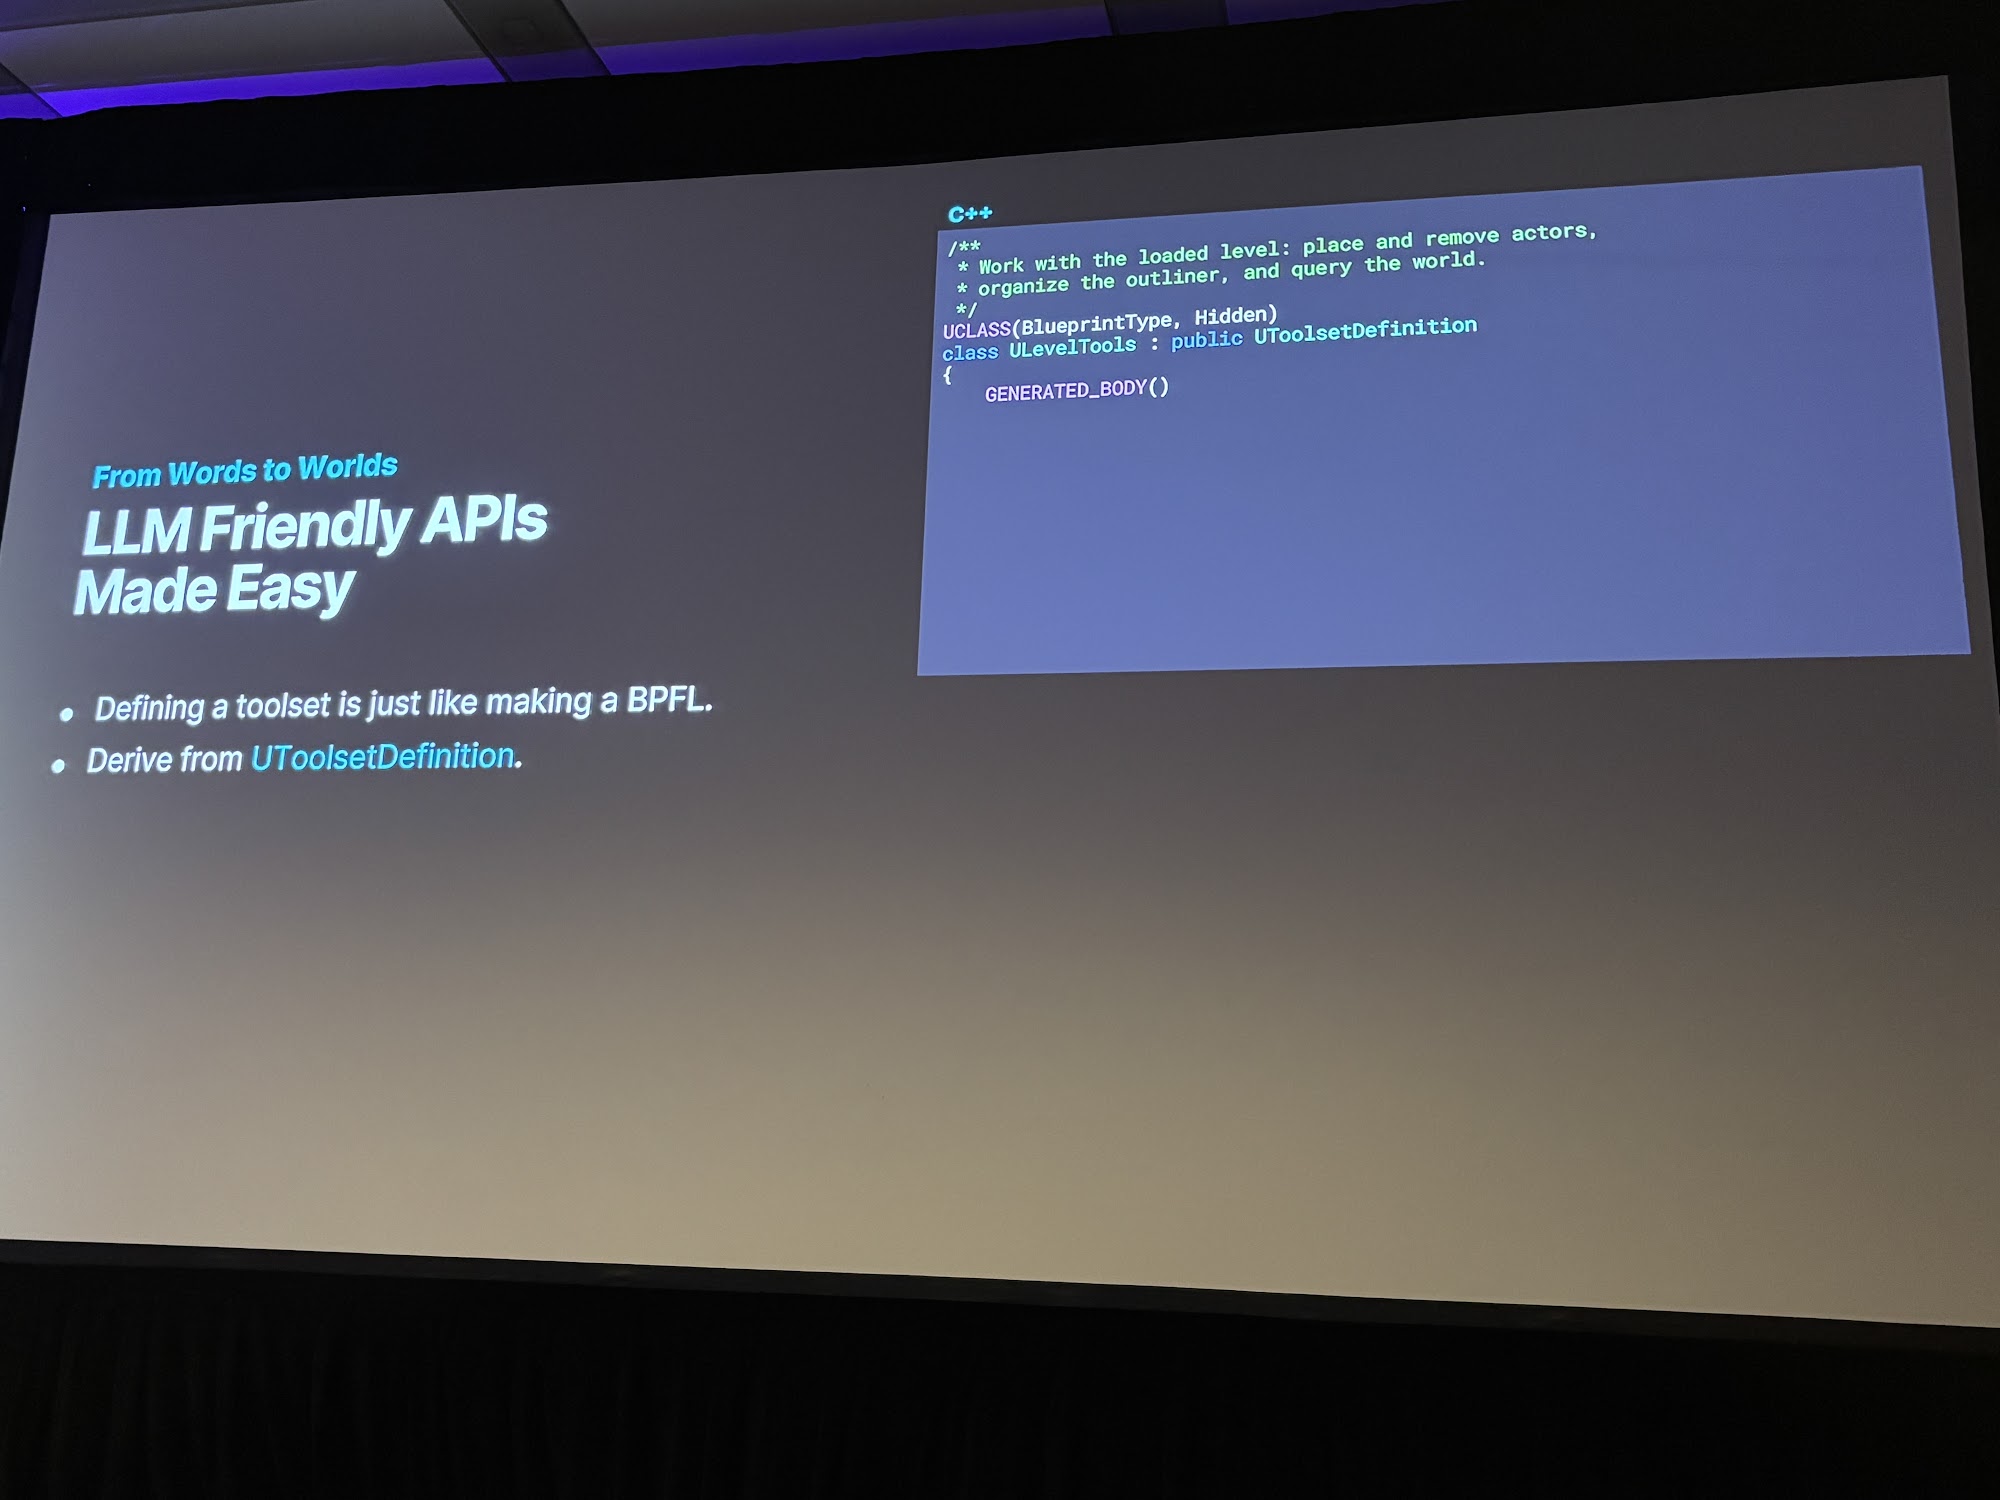 From Words to Worlds
LLM Friendly APIs
Made Easy
• Defining a toolset is just like making a BPFL.
• Derive from UToolsetDefinition.
C++
/**
 * Work with the loaded level: place and remove actors,
 * organize the outliner, and query the world.
 */
UCLASS(BlueprintType, Hidden)
class ULevelTools : public UToolsetDefinition
{
    GENERATED_BODY()